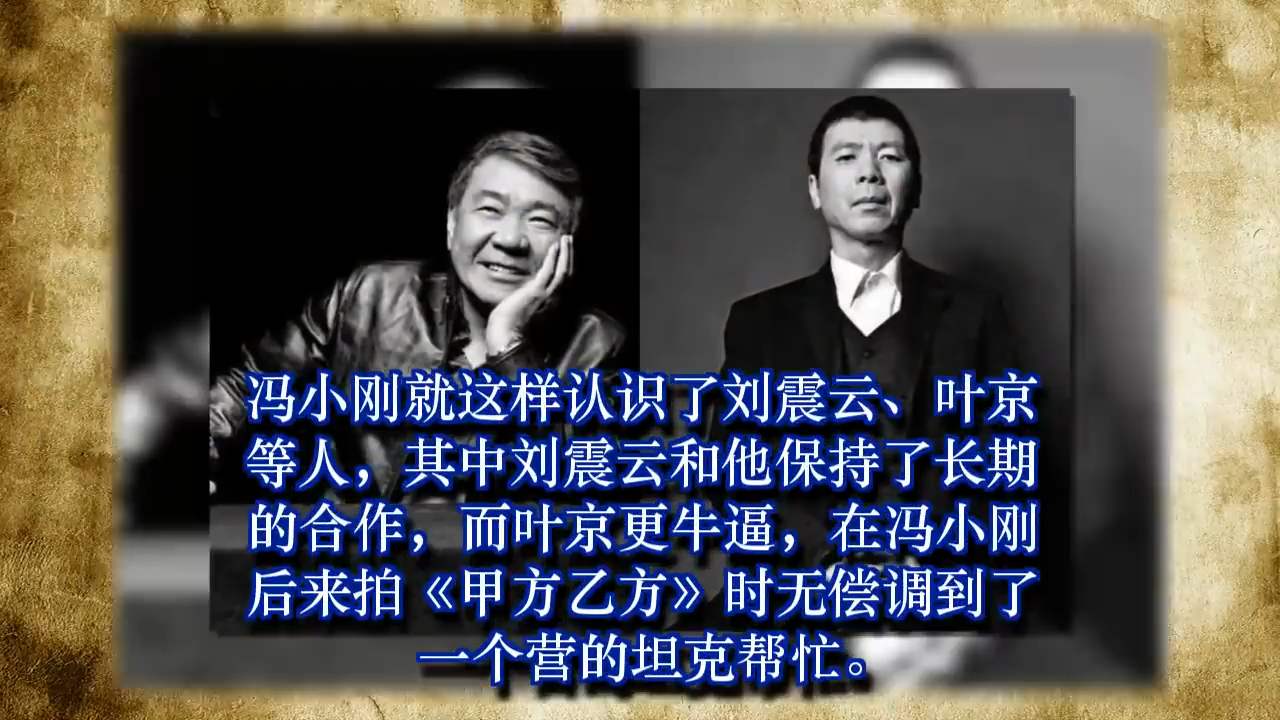 冯小刚就这样认识了刘震云、叶京
等人，其中刘震云和他保持了长期
的合作，而叶京更牛逼，在冯小刚
后来拍《甲方乙方》时无偿调到了
一个营的坦克帮忙。